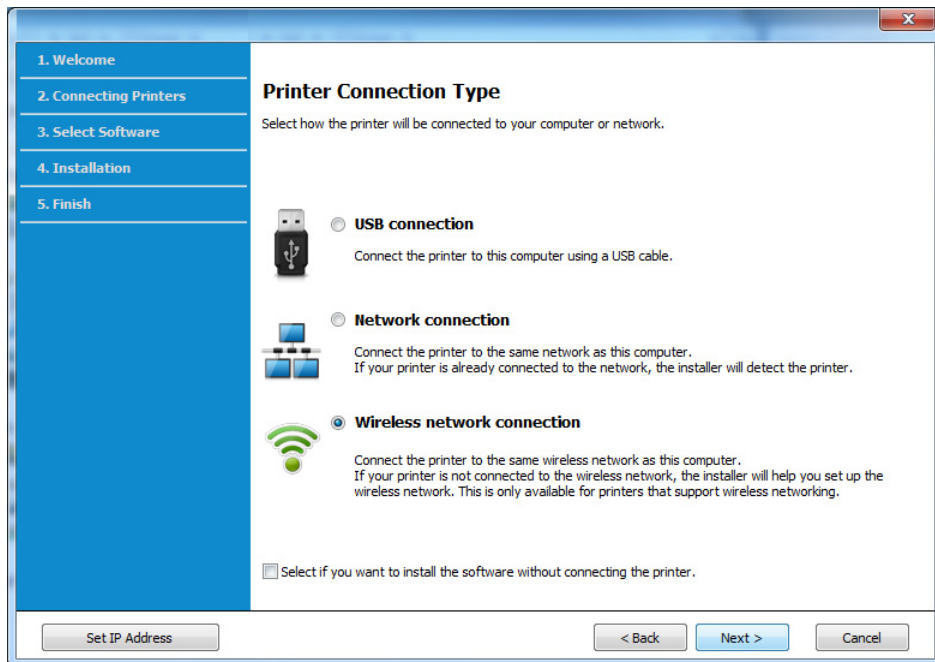 1. Welcome
2. Connecting Printers
3. Select Software
4. Installation
5. Finish
Printer Connection Type
Select how the printer will be connected to your computer or network.
USB connection
Connect the printer to this computer using a USB cable.
Network connection
Connect the printer to the same network as this computer.
If your printer is already connected to the network, the installer will detect the printer.
Wireless network connection
Connect the printer to the same wireless network as this computer.
If your printer is not connected to the wireless network, the installer will help you set up the
wireless network. This is only available for printers that support wireless networking.
Select if you want to install the software without connecting the printer.
Set IP Address
< Back
Next >
Cancel